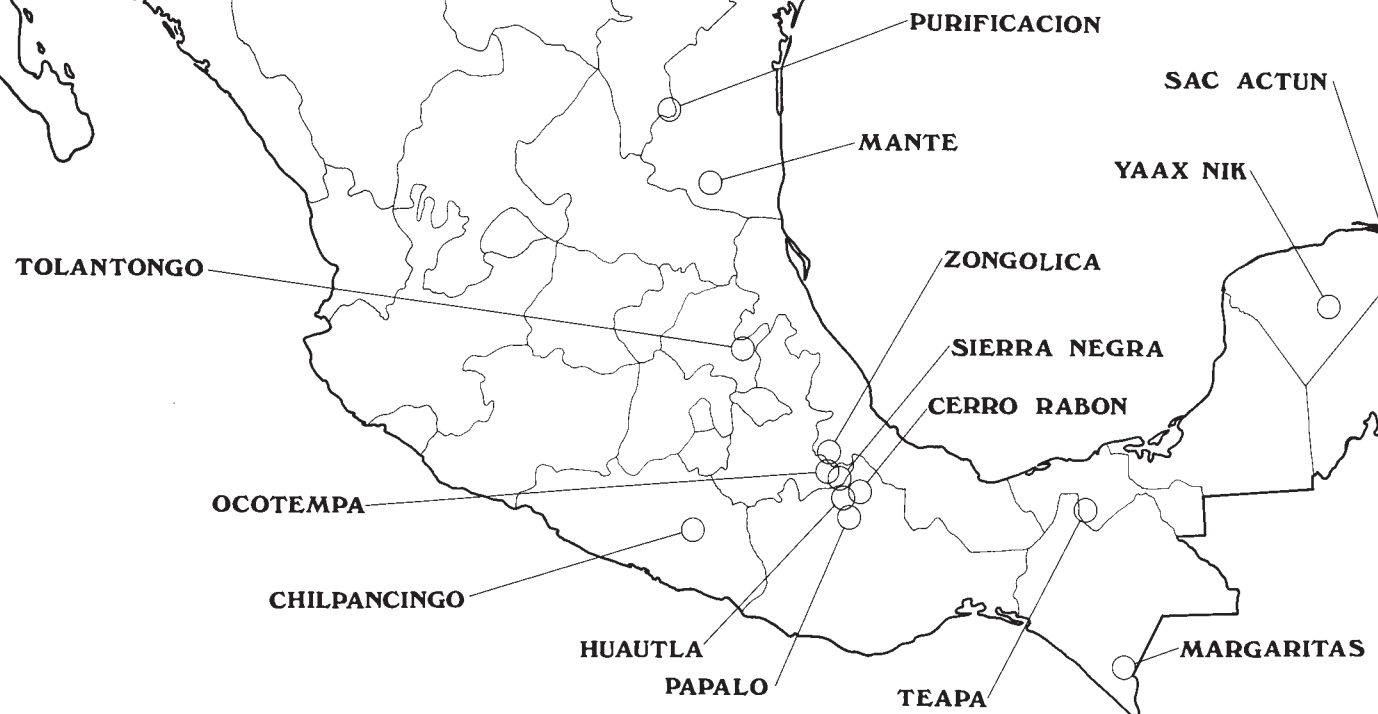 PURIFICACION
SAC ACTUN
MANTE
YAAX NIK
ZONGOLICA
TOLANTONGO
SIERRA NEGRA
CERRO RABON
OCOTEMPA
CHILPANCINGO
HUAUTLA
MARGARITAS
PAPALO
TEAPA